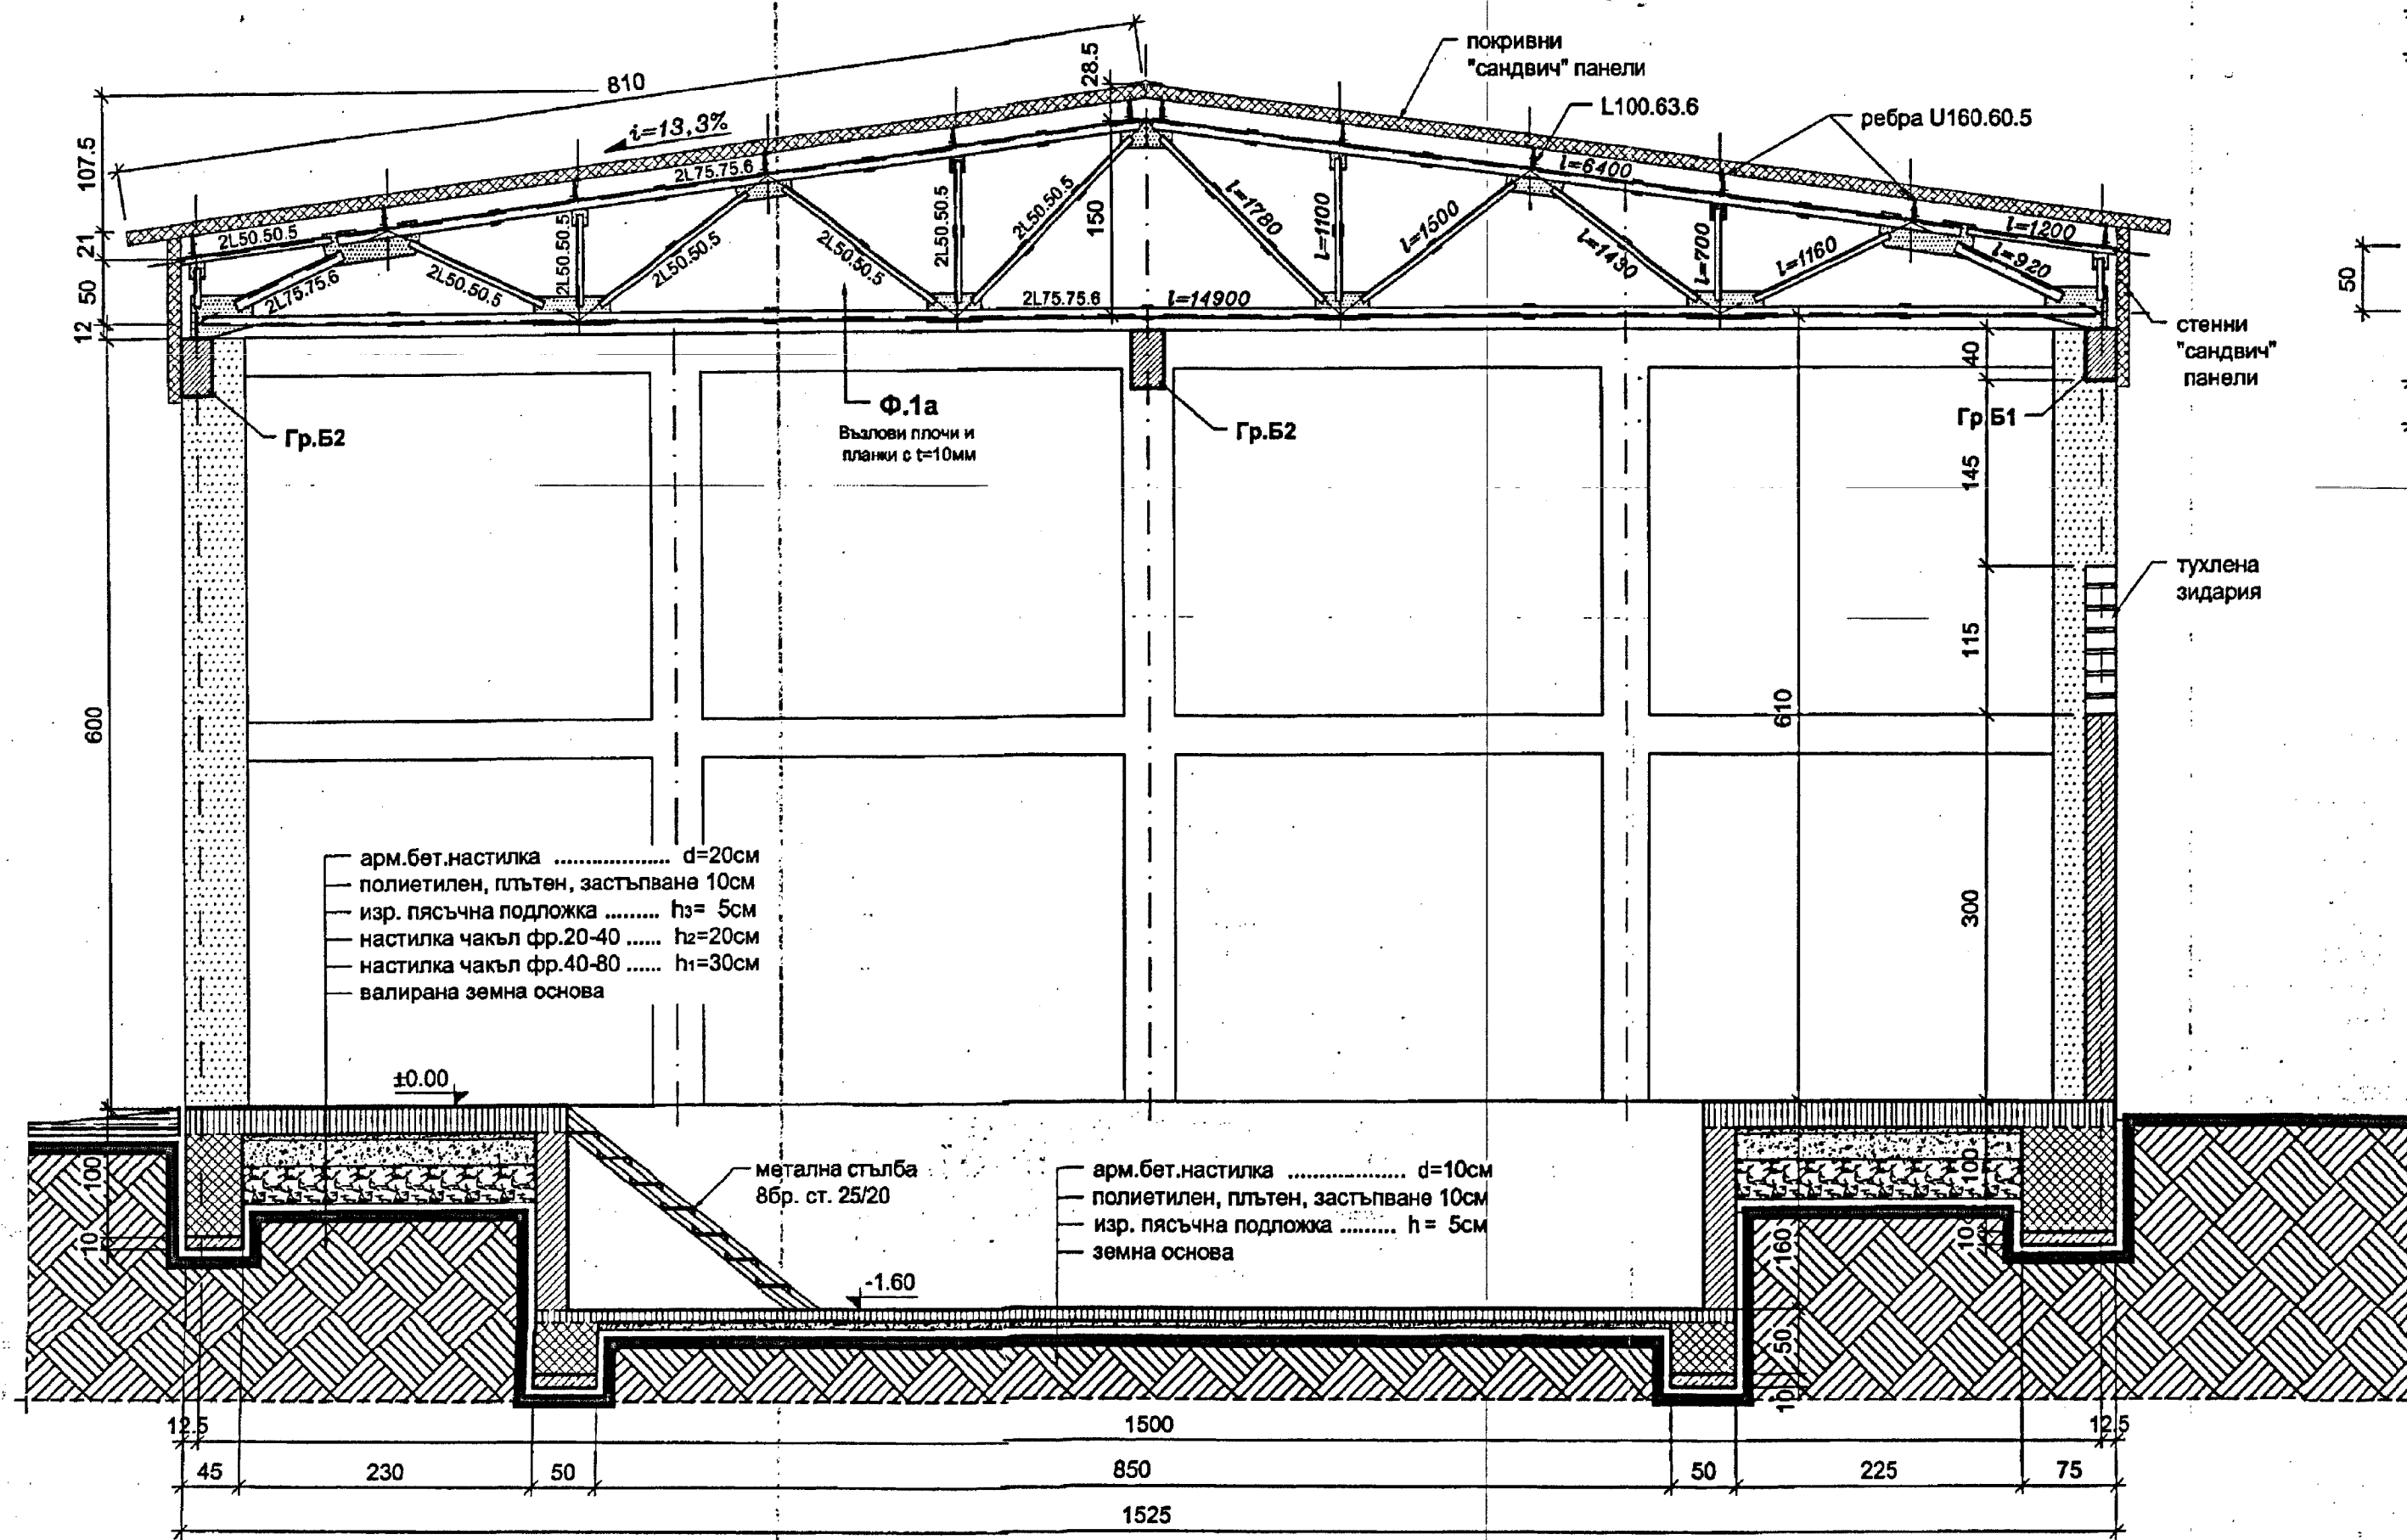 покривни
"сандвич" панели
28.5
810
L100.63.6
ребра U160.60.5
i=13,3%
107.5
2L75.75.6
l=6400
2L50.50.5
2L50.50.5
2L50.50.5
2L50.50.5
2L50.50.5
2L50.50.5
150
l=1780
l=1100
l=1500
l=1430
l=700
l=1160
l=1200
l=920
21
50
12
2L75.75.6
2L50.50.5
2L75.75.6
l=14900
50
стенни
"сандвич"
панели
40
Ф.1а
Възлови плочи и
планки с t=10мм
Гр.Б2
Гр.Б2
Гр.Б1
145
тухлена
зидария
115
600
610
300
арм.бет.настилка .................... d=20см
полиетилен, плътен, застъпване 10см
изр. пясъчна подложка ......... h3= 5см
настилка чакъл фр.20-40 ...... h2=20см
настилка чакъл фр.40-80 ...... h1=30см
валирана земна основа
±0.00
100
10
метална стълба
8бр. ст. 25/20
арм.бет.настилка .................... d=10см
полиетилен, плътен, застъпване 10см
изр. пясъчна подложка ......... h = 5см
земна основа
-1.60
100
10
160
50
10
12.5
1500
12.5
45
230
50
850
50
225
75
1525